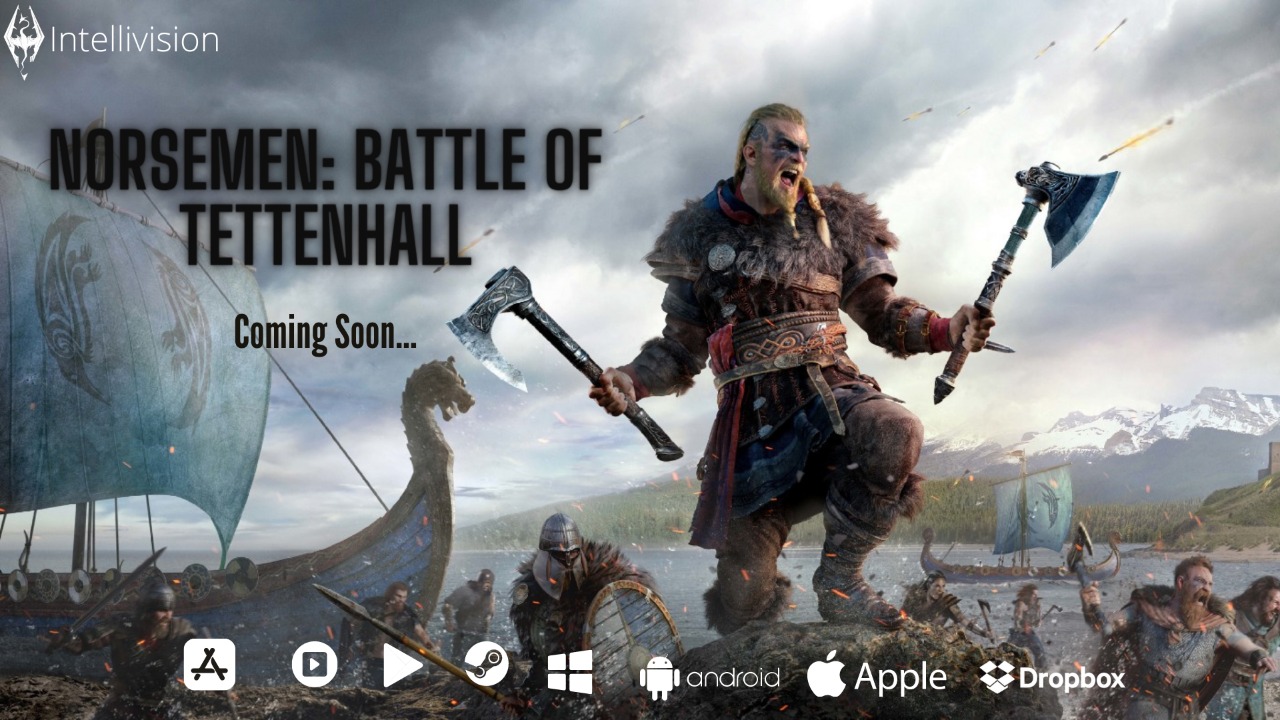 Intellivision
NORSEMEN: BATTLE OF
TETTENHALL
Coming Soon...
android
Apple
Dropbox